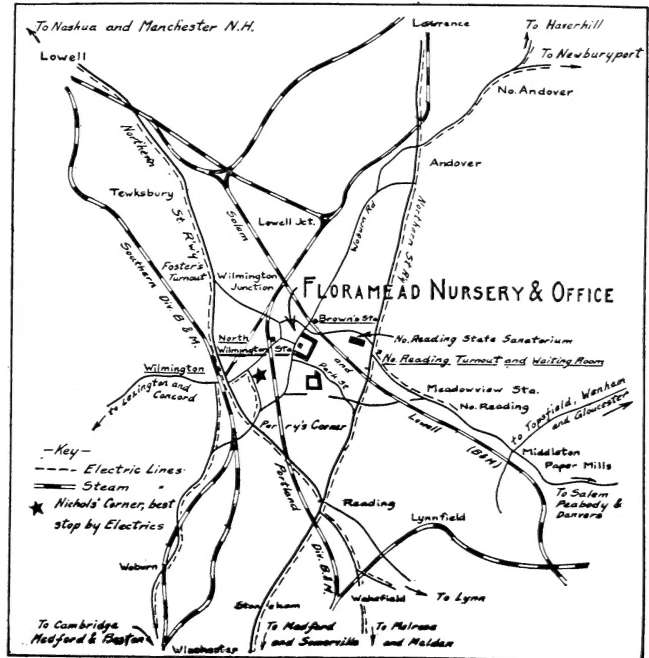 To Nashua and Manchester N.H.
Lowell
Lawrence
To Haverhill
To Newburyport
No. Andover
Andover
Northern
St. R'w'y
Tewksbury
Salem
Lowell Jct.
Woburn Rd
Northern St. Ry
Southern Div. B & M.
Foster's
Turnout
Wilmington
Junction
FLORAMEAD NURSERY & OFFICE
Brown's Sta.
No. Reading State Sanatorium
North
Wilmington Sta.
No Reading Turnout and Waiting Room
and
Park St
Wilmington
to Lexington and
Concord
Meadowview Sta.
No. Reading
to Topsfield, Wenham
and Gloucester
Lowell
(B&M)
Perry's Corner
Middleton
Paper Mills
To Salem
Peabody &
Danvers
—Key—
Electric Lines
Steam "
Nichols' Corner, best
stop by Electrics
Portland
Div. B & M.
Reading
Lynnfield
Woburn
Stoneham
Wakefield
To Lynn
To Cambridge
Medford & Boston
Winchester
To Medford
and Somerville
To Melrose
and Malden